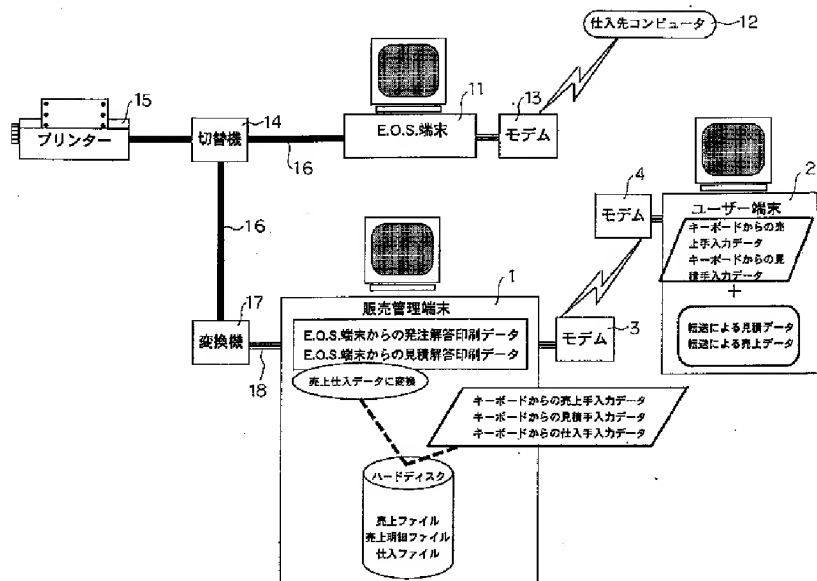 仕入先コンピュータ
12
15
プリンター
14
切替機
16
11
E.O.S.端末
13
モデム
4
モデム
2
ユーザー端末
キーボードからの売
上手入力データ
キーボードからの見
積手入力データ
+
転送による見積データ
転送による売上データ
16
17
変換機
18
1
販売管理端末
E.O.S.端末からの発注解答印刷データ
E.O.S.端末からの見積解答印刷データ
売上仕入データに変換
モデム
3
キーボードからの売上手入力データ
キーボードからの見積手入力データ
キーボードからの仕入手入力データ
ハードディスク
売上ファイル
売上明細ファイル
仕入ファイル